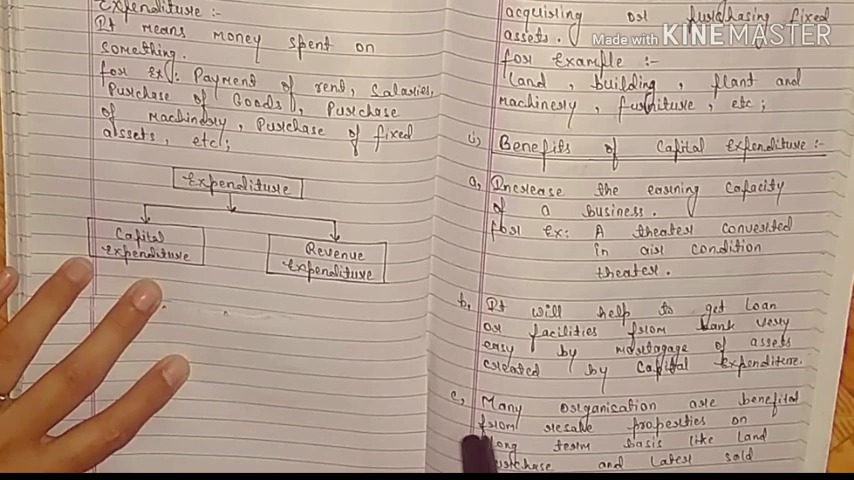 Expenditure :-
It means money spent on
something.
for Ex: Payment of rent, Salaries,
Purchase of Goods, Purchase
of machinery, Purchase of fixed
assets, etc;
Expenditure
Capital
Expenditure
Revenue
Expenditure
acquisting or purchasing fixed
assets.
for Example :-
Land, building, plant and
machinery, furniture, etc;
i) Benefits of Capital Expenditure :-
a, Increase the earning Capacity
of a business.
for Ex: A theater Converted
in air condition
theater.
b, It will help to get Loan
or facilities from bank very
easy by mortagage of assets
created by Capital Expenditure.
c, Many organisation are benefital
from resale properties on
long term basis like Land
purchase and Later sold
Made with KINEMASTER